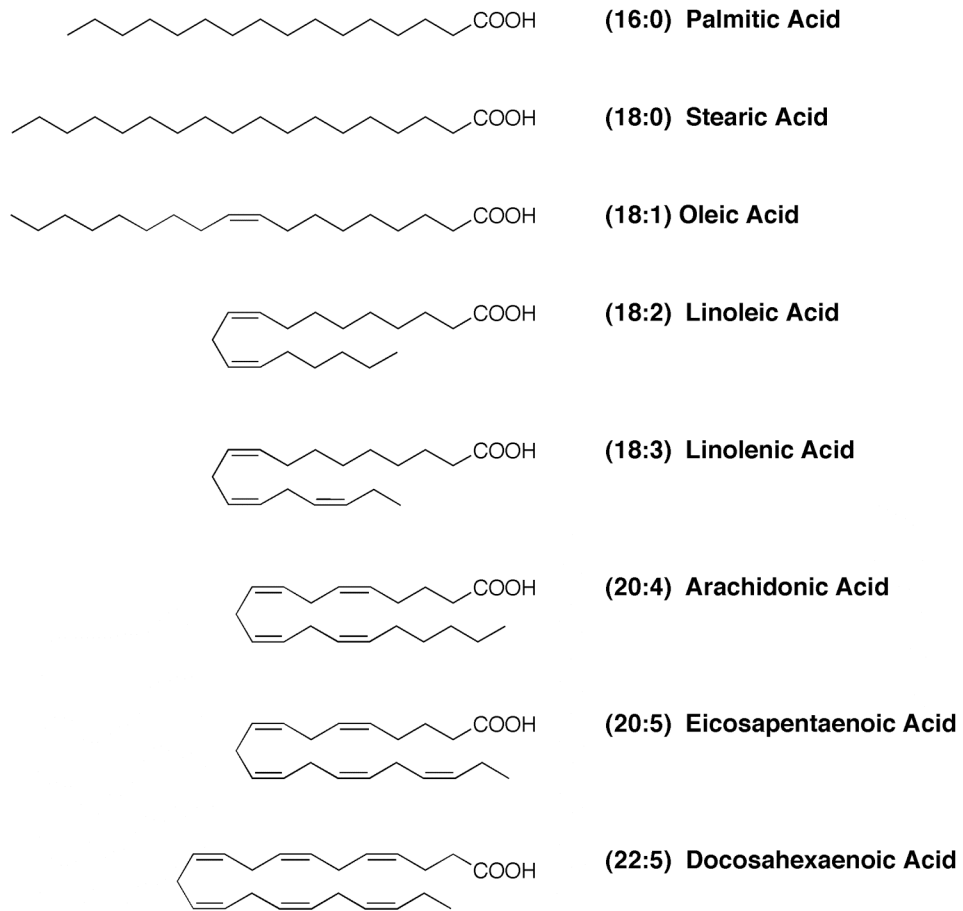 COOH (16:0) Palmitic Acid
COOH (18:0) Stearic Acid
COOH (18:1) Oleic Acid
COOH (18:2) Linoleic Acid
COOH (18:3) Linolenic Acid
COOH (20:4) Arachidonic Acid
COOH (20:5) Eicosapentaenoic Acid
COOH (22:5) Docosahexaenoic Acid